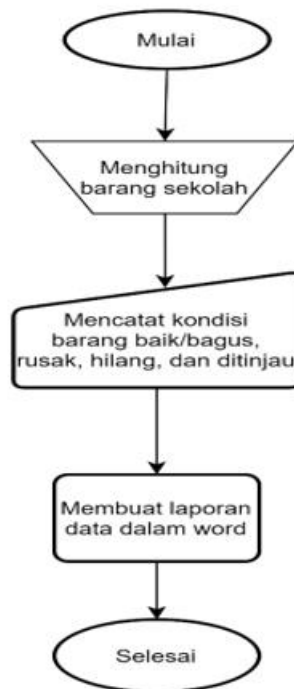 Mulai
Menghitung
barang sekolah
Mencatat kondisi
barang baik/bagus,
rusak, hilang, dan ditinjau
Membuat laporan
data dalam word
Selesai